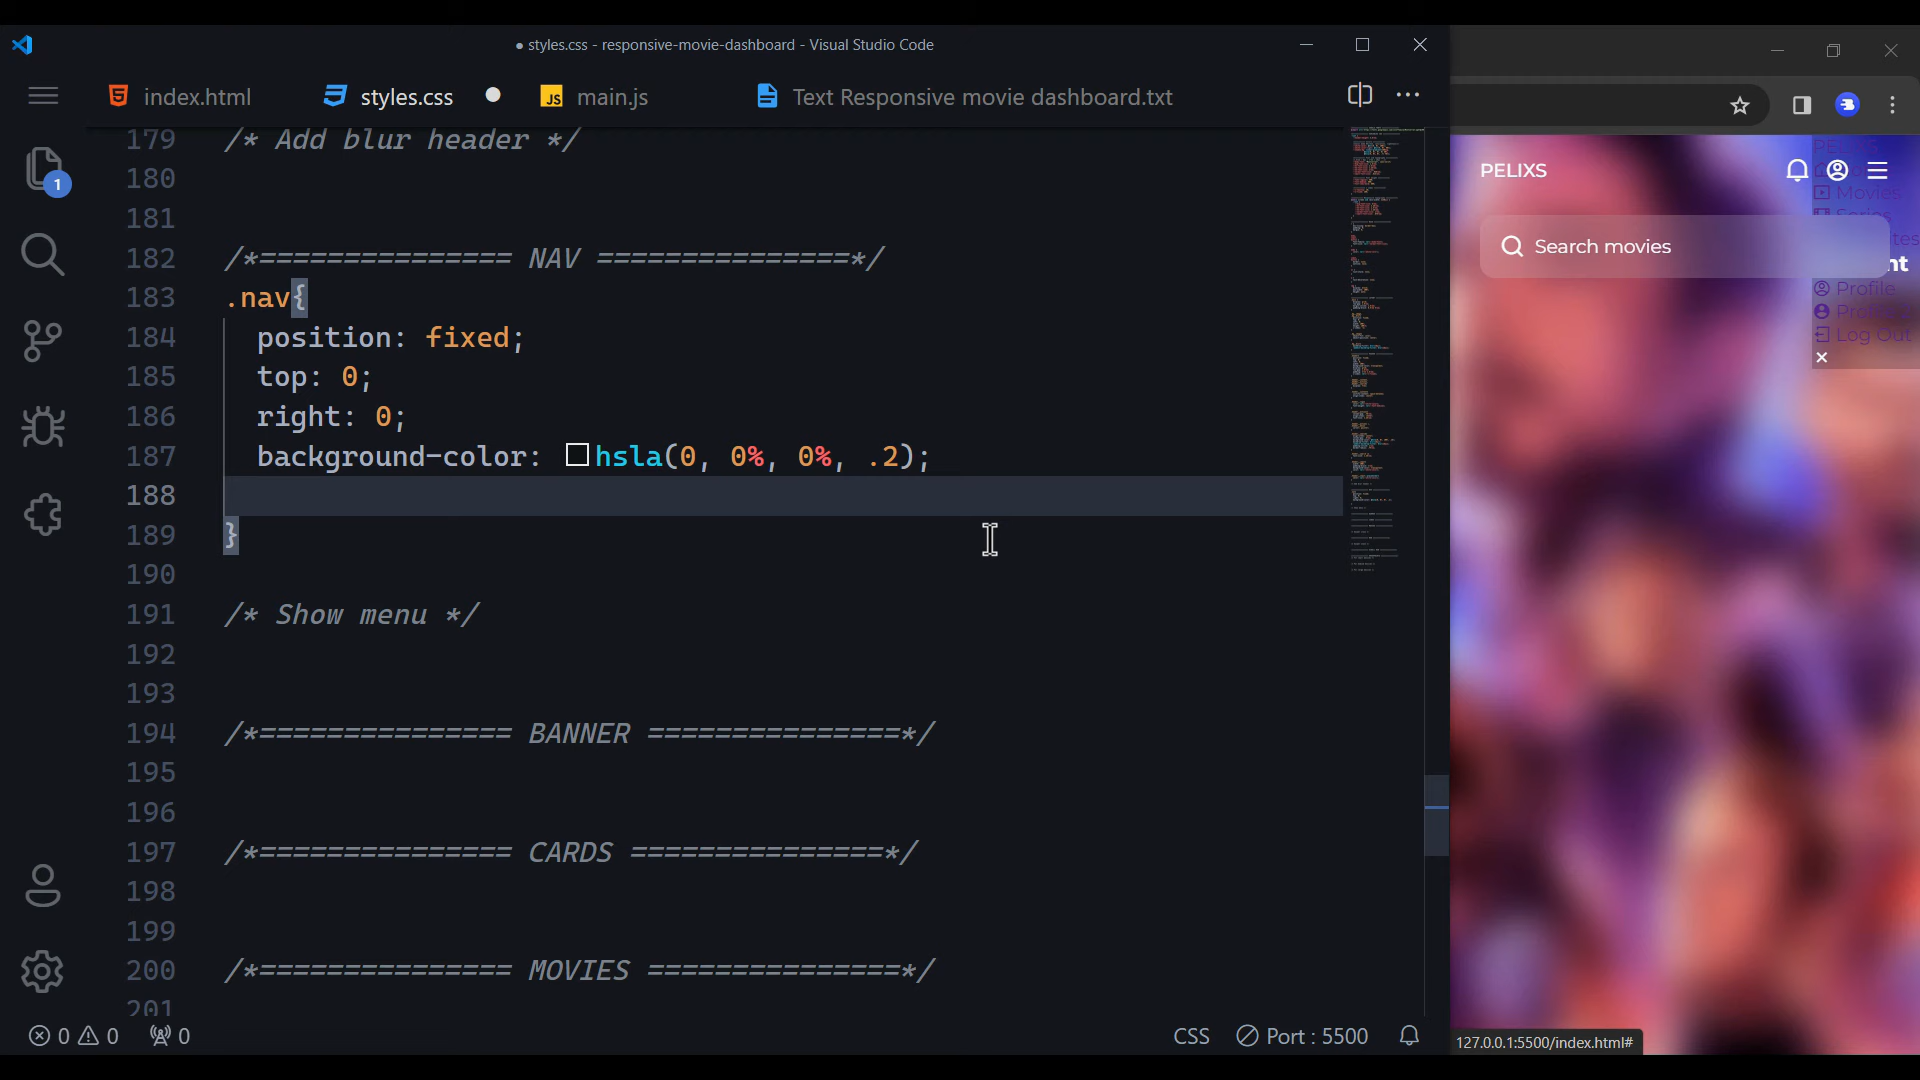 styles.css - responsive-movie-dashboard - Visual Studio Code
index.html
styles.css
JS main.js
Text Responsive movie dashboard.txt
179 /* Add blur header */
180
181
182 /*=============== NAV ===============*/
183 .nav{
184 position: fixed;
185 top: 0;
186 right: 0;
187 background-color: hsla(0, 0%, 0%, .2);
188
189 }
190
191 /* Show menu */
192
193
194 /*=============== BANNER ===============*/
195
196
197 /*=============== CARDS ===============*/
198
199
200 /*=============== MOVIES ===============*/
201
1
0 0 0
CSS
Port : 5500
PELIXS
Movies
Series
Search movies
Profile
Log Out
127.0.0.1:5500/index.html#